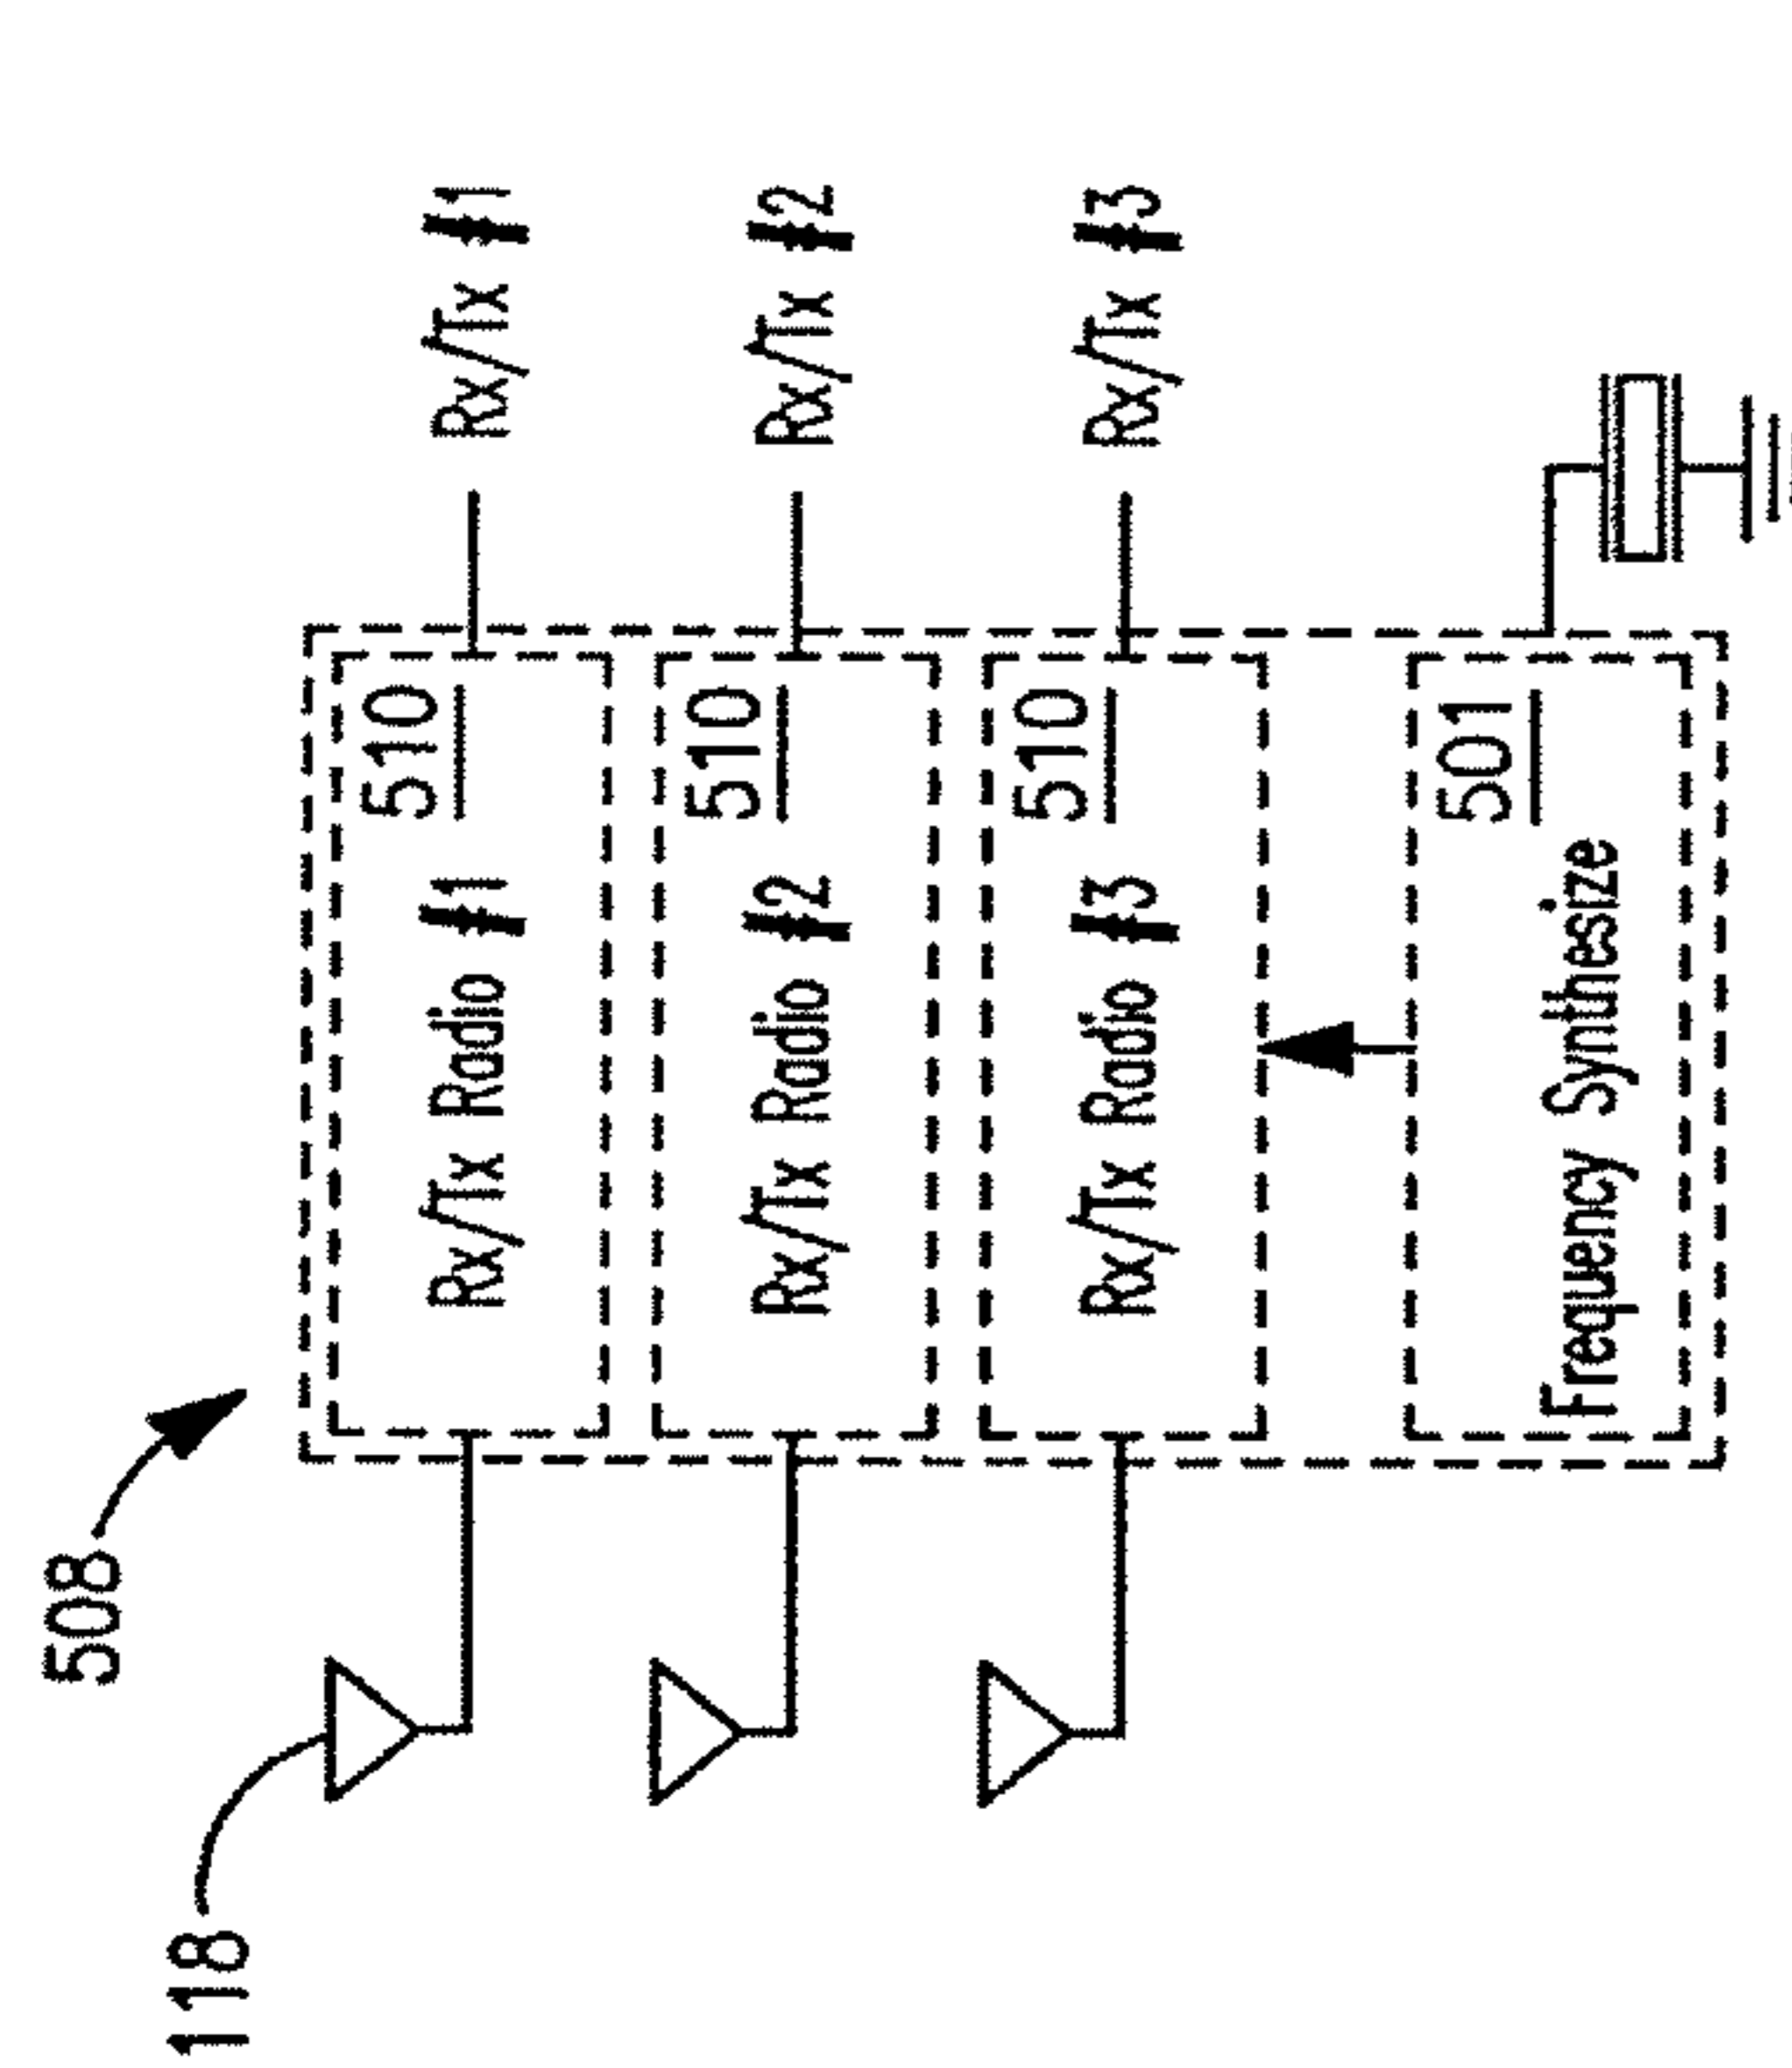 508
118
Rx/Tx Radio #1
510
Rx/Tx #1
Rx/Tx Radio #2
510
Rx/Tx #2
Rx/Tx Radio #3
510
Rx/Tx #3
501
Frequency Synthesize